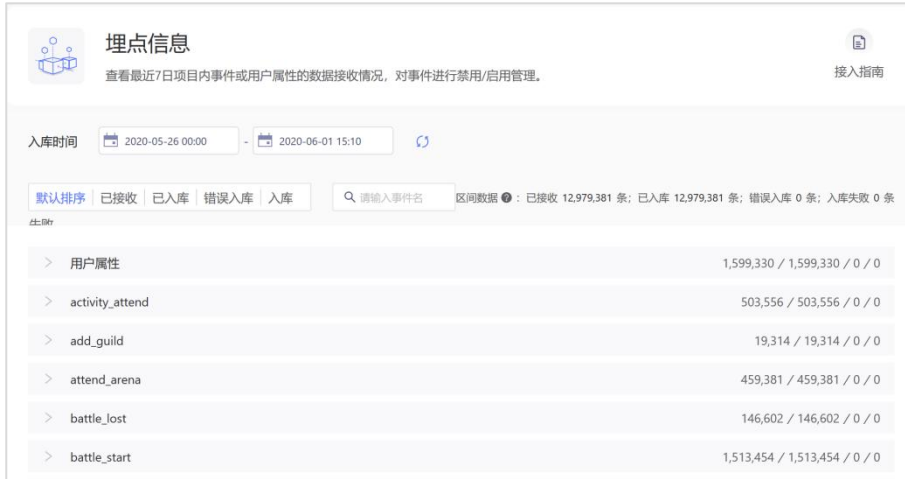 埋点信息
查看最近7日项目内事件或用户属性的数据接收情况，对事件进行禁用/启用管理。
接入指南
入库时间 2020-05-26 00:00 - 2020-06-01 15:10
默认排序 已接收 已入库 错误入库 入库 请输入事件名 区间数据 ? : 已接收 12,979,381 条; 已入库 12,979,381 条; 错误入库 0 条; 入库失败 0 条
失败
用户属性 1,599,330 / 1,599,330 / 0 / 0
activity_attend 503,556 / 503,556 / 0 / 0
add_guild 19,314 / 19,314 / 0 / 0
attend_arena 459,381 / 459,381 / 0 / 0
battle_lost 146,602 / 146,602 / 0 / 0
battle_start 1,513,454 / 1,513,454 / 0 / 0